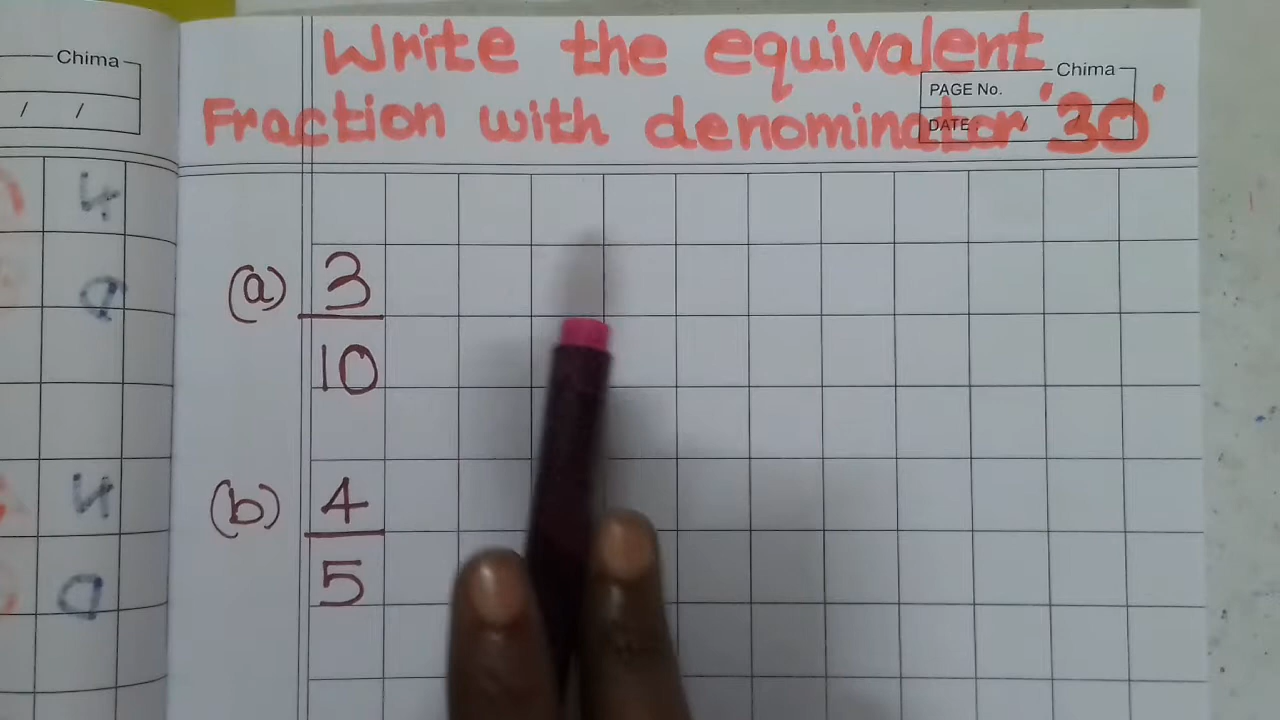 Chima
/ /
Write the equivalent
Chima
PAGE No.
Fraction with denominator '30'
DATE: /
(a) 3
10
(b) 4
5